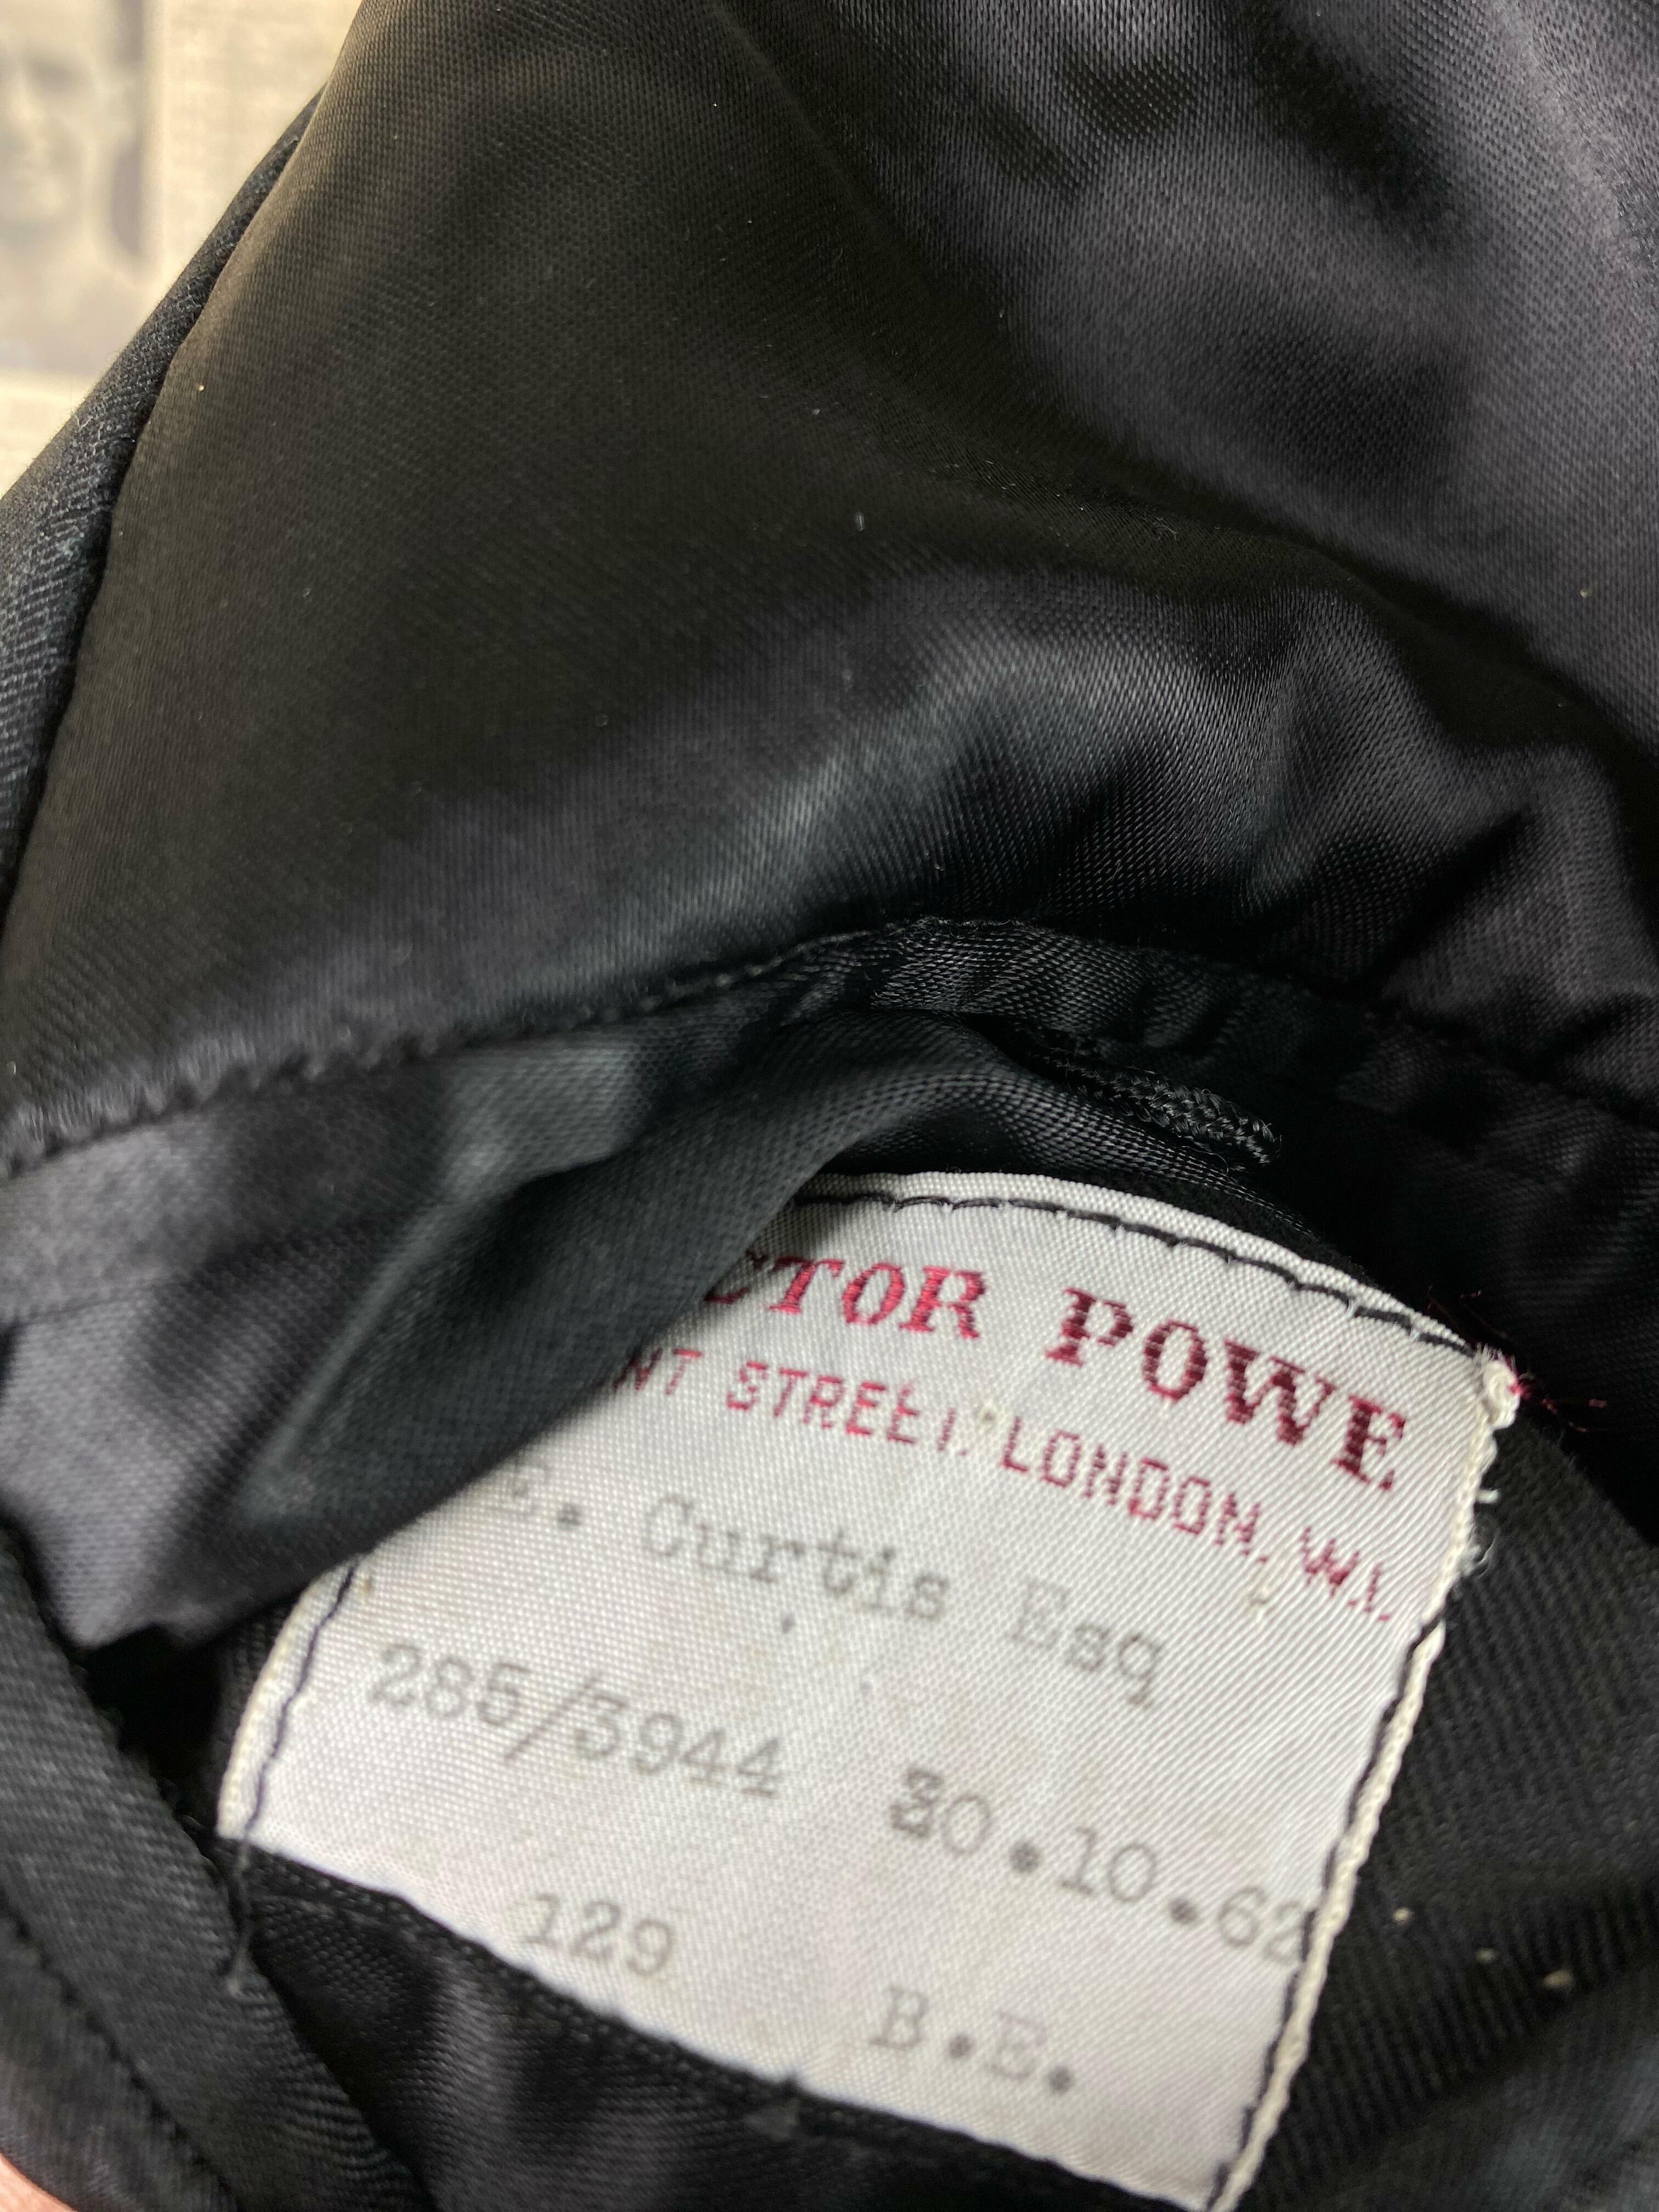 CTOR POWE
NT STREET. LONDON. W.1.
E. Curtis Esq
285/3944 30.10.62
129 B.E.